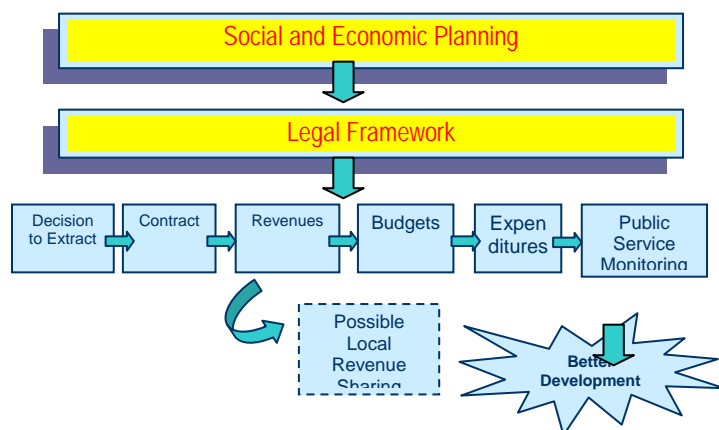 Social and Economic Planning
Legal Framework
Decision
to Extract
Contract
Revenues
Budgets
Expen
ditures
Public
Service
Monitoring
Possible
Local
Revenue
Sharing
Better
Development